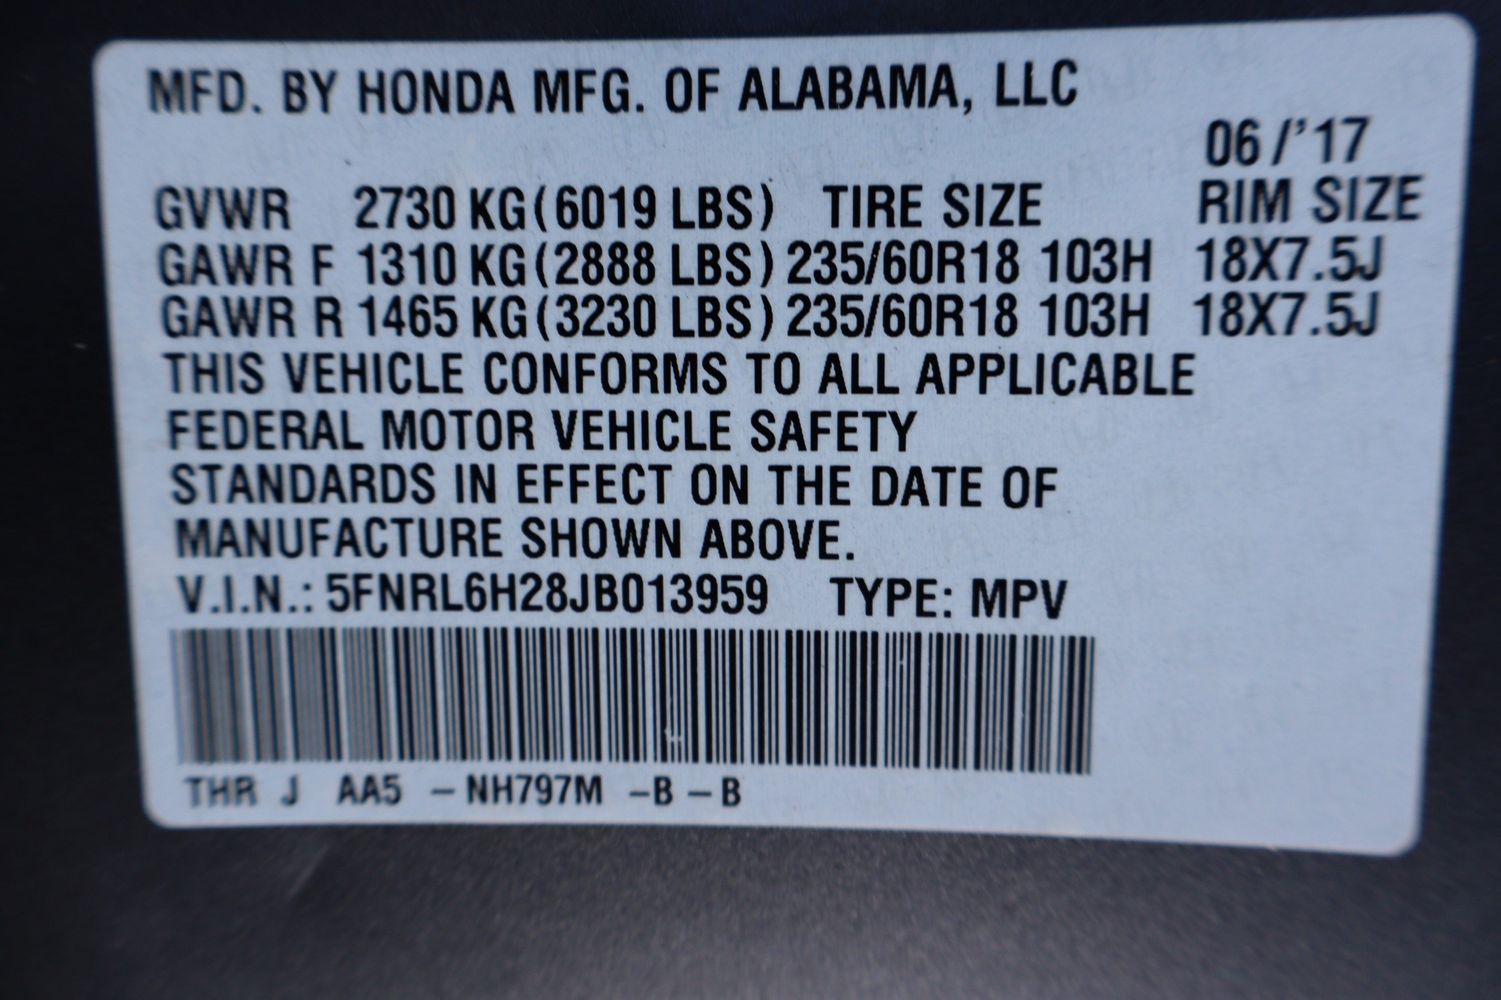 MFD. BY HONDA MFG. OF ALABAMA, LLC
06 /'17
GVWR 2730 KG(6019 LBS) TIRE SIZE RIM SIZE
GAWR F 1310 KG(2888 LBS) 235/60R18 103H 18X7.5J
GAWR R 1465 KG(3230 LBS) 235/60R18 103H 18X7.5J
THIS VEHICLE CONFORMS TO ALL APPLICABLE
FEDERAL MOTOR VEHICLE SAFETY
STANDARDS IN EFFECT ON THE DATE OF
MANUFACTURE SHOWN ABOVE.
V.I.N.: 5FNRL6H28JB013959 TYPE: MPV
THR J AA5 - NH797M -B - B